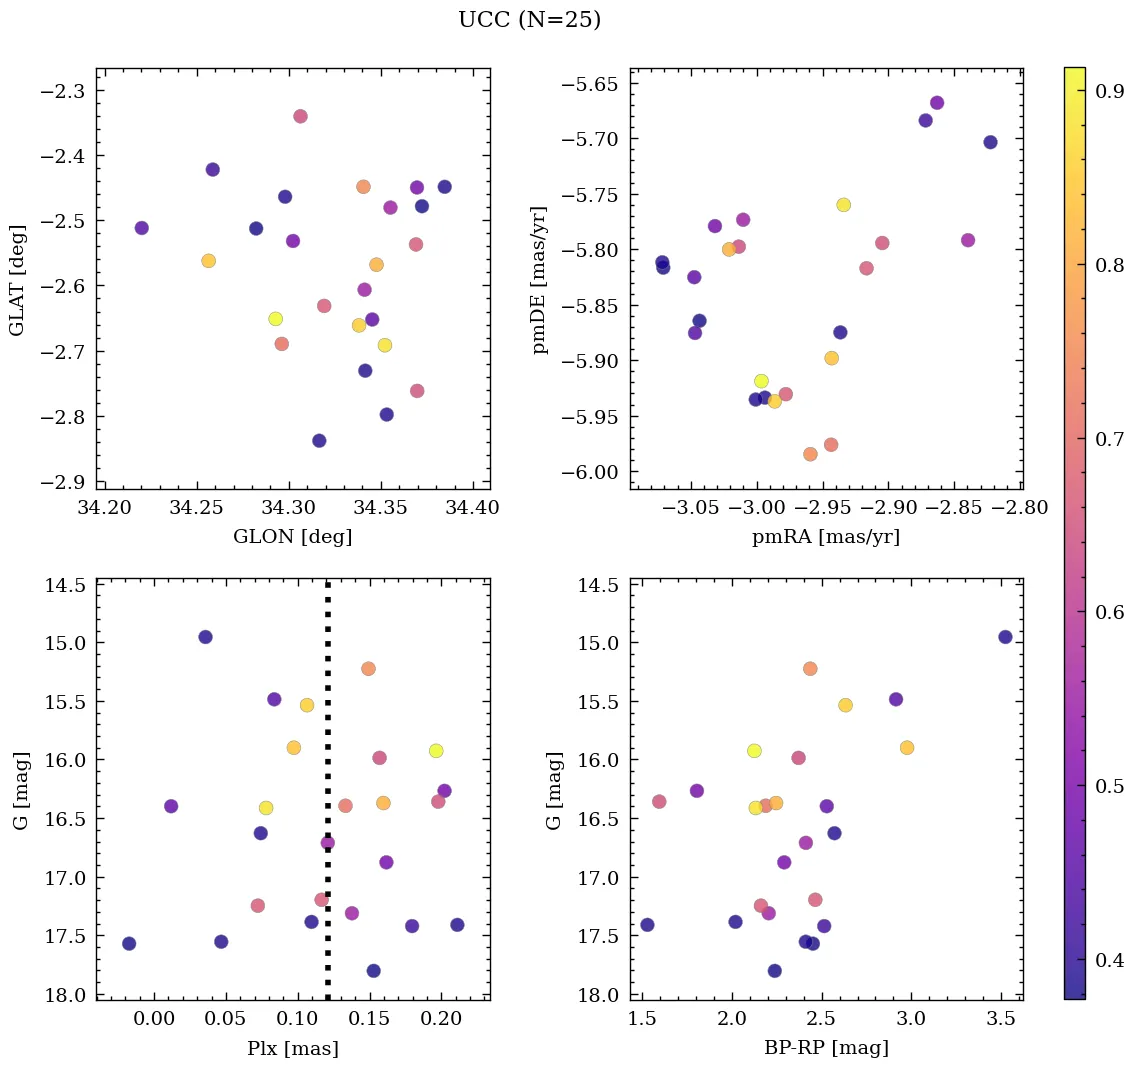 UCC (N=25)
−2.3
−2.4
−2.5
−2.6
−2.7
−2.8
−2.9
GLAT [deg]
34.20 34.25 34.30 34.35 34.40
GLON [deg]
−5.65
−5.70
−5.75
−5.80
−5.85
−5.90
−5.95
−6.00
pmDE [mas/yr]
−3.05 −3.00 −2.95 −2.90 −2.85 −2.80
pmRA [mas/yr]
14.5
15.0
15.5
16.0
16.5
17.0
17.5
18.0
G [mag]
0.00 0.05 0.10 0.15 0.20
Plx [mas]
14.5
15.0
15.5
16.0
16.5
17.0
17.5
18.0
G [mag]
1.5 2.0 2.5 3.0 3.5
BP-RP [mag]
0.9
0.8
0.7
0.6
0.5
0.4